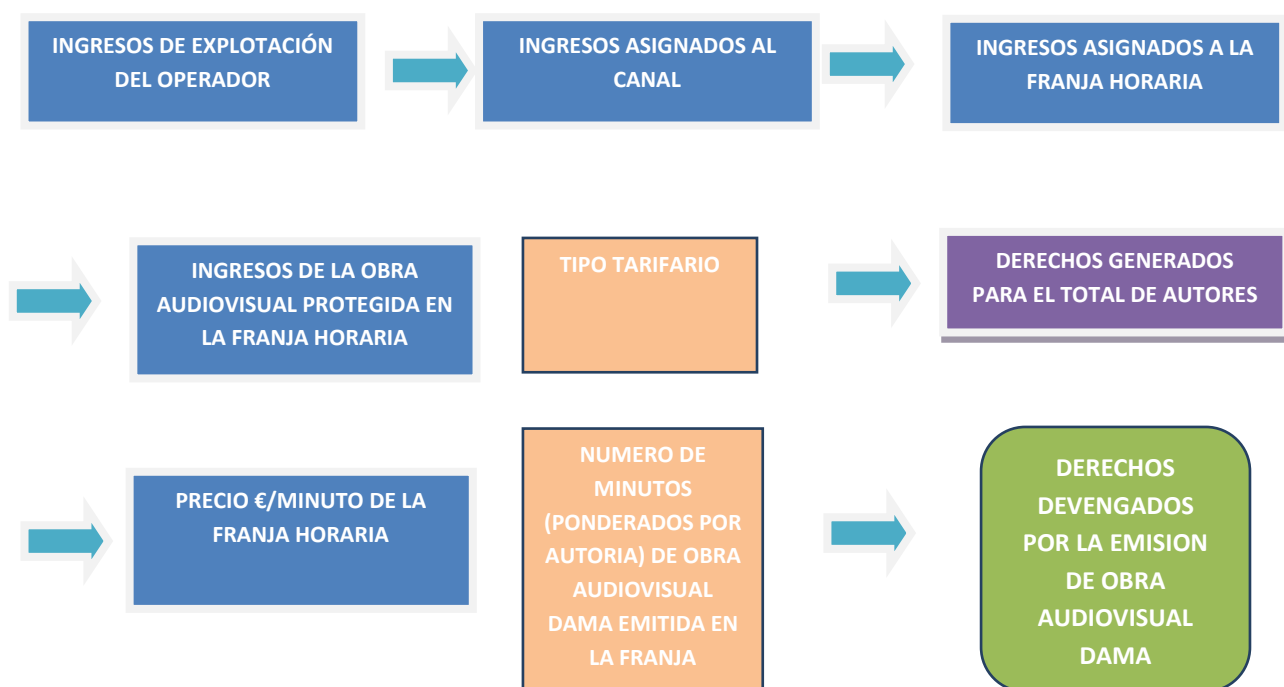 INGRESOS DE EXPLOTACIÓN
DEL OPERADOR
INGRESOS ASIGNADOS AL
CANAL
INGRESOS ASIGNADOS A LA
FRANJA HORARIA
INGRESOS DE LA OBRA
AUDIOVISUAL PROTEGIDA EN
LA FRANJA HORARIA
TIPO TARIFARIO
DERECHOS GENERADOS
PARA EL TOTAL DE AUTORES
PRECIO €/MINUTO DE LA
FRANJA HORARIA
NUMERO DE
MINUTOS
(PONDERADOS POR
AUTORIA) DE OBRA
AUDIOVISUAL
DAMA EMITIDA EN
LA FRANJA
DERECHOS
DEVENGADOS
POR LA EMISION
DE OBRA
AUDIOVISUAL
DAMA